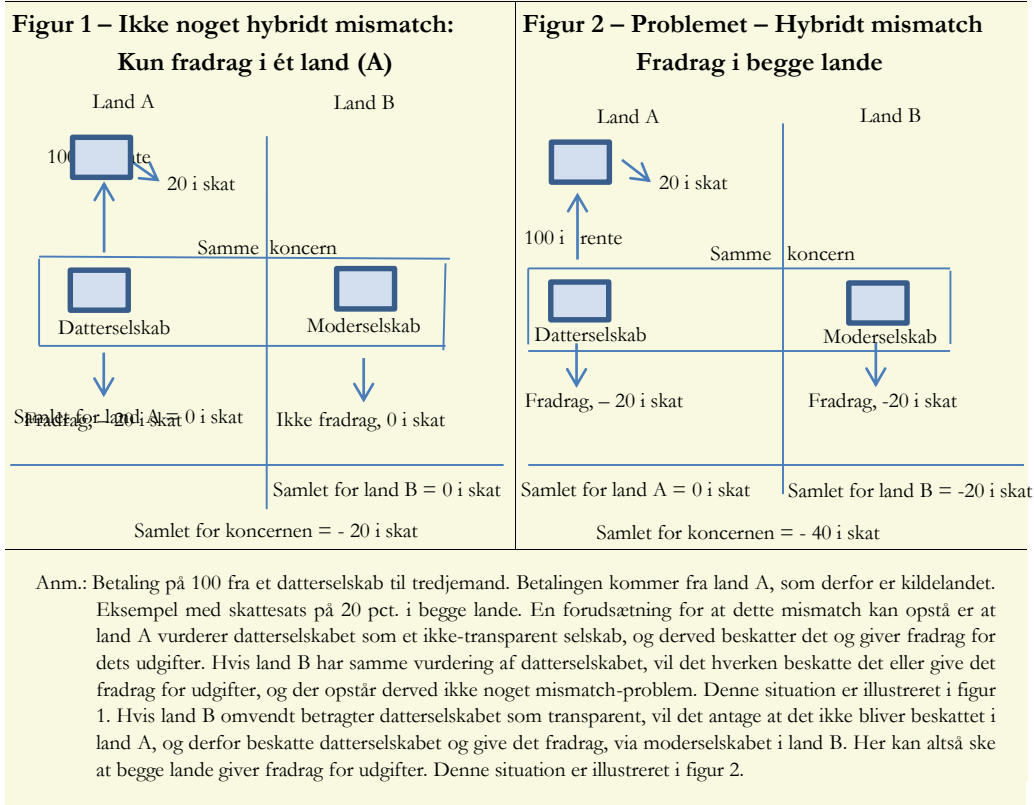 Figur 1 – Ikke noget hybridt mismatch:
Kun fradrag i ét land (A)
Land A
Land B
20 i skat
Samme koncern
Datterselskab
Moderselskab
Samlet for land A = 0 i skat
Fradrag, – 20 i skat
Ikke fradrag, 0 i skat
Samlet for land B = 0 i skat
Samlet for koncernen = - 20 i skat
Figur 2 – Problemet – Hybridt mismatch
Fradrag i begge lande
Land A
Land B
20 i skat
100 i rente
Samme koncern
Datterselskab
Moderselskab
Fradrag, – 20 i skat
Fradrag, -20 i skat
Samlet for land A = 0 i skat
Samlet for land B = -20 i skat
Samlet for koncernen = - 40 i skat
Anm.: Betaling på 100 fra et datterselskab til tredjemand. Betalingen kommer fra land A, som derfor er kildelandet.
Eksempel med skattesats på 20 pct. i begge lande. En forudsætning for at dette mismatch kan opstå er at
land A vurderer datterselskabet som et ikke-transparent selskab, og derved beskatter det og giver fradrag for
dets udgifter. Hvis land B har samme vurdering af datterselskabet, vil det hverken beskatte det eller give det
fradrag for udgifter, og der opstår derved ikke noget mismatch-problem. Denne situation er illustreret i figur
1. Hvis land B omvendt betragter datterselskabet som transparent, vil det antage at det ikke bliver beskattet i
land A, og derfor beskatte datterselskabet og give det fradrag, via moderselskabet i land B. Her kan altså ske
at begge lande giver fradrag for udgifter. Denne situation er illustreret i figur 2.